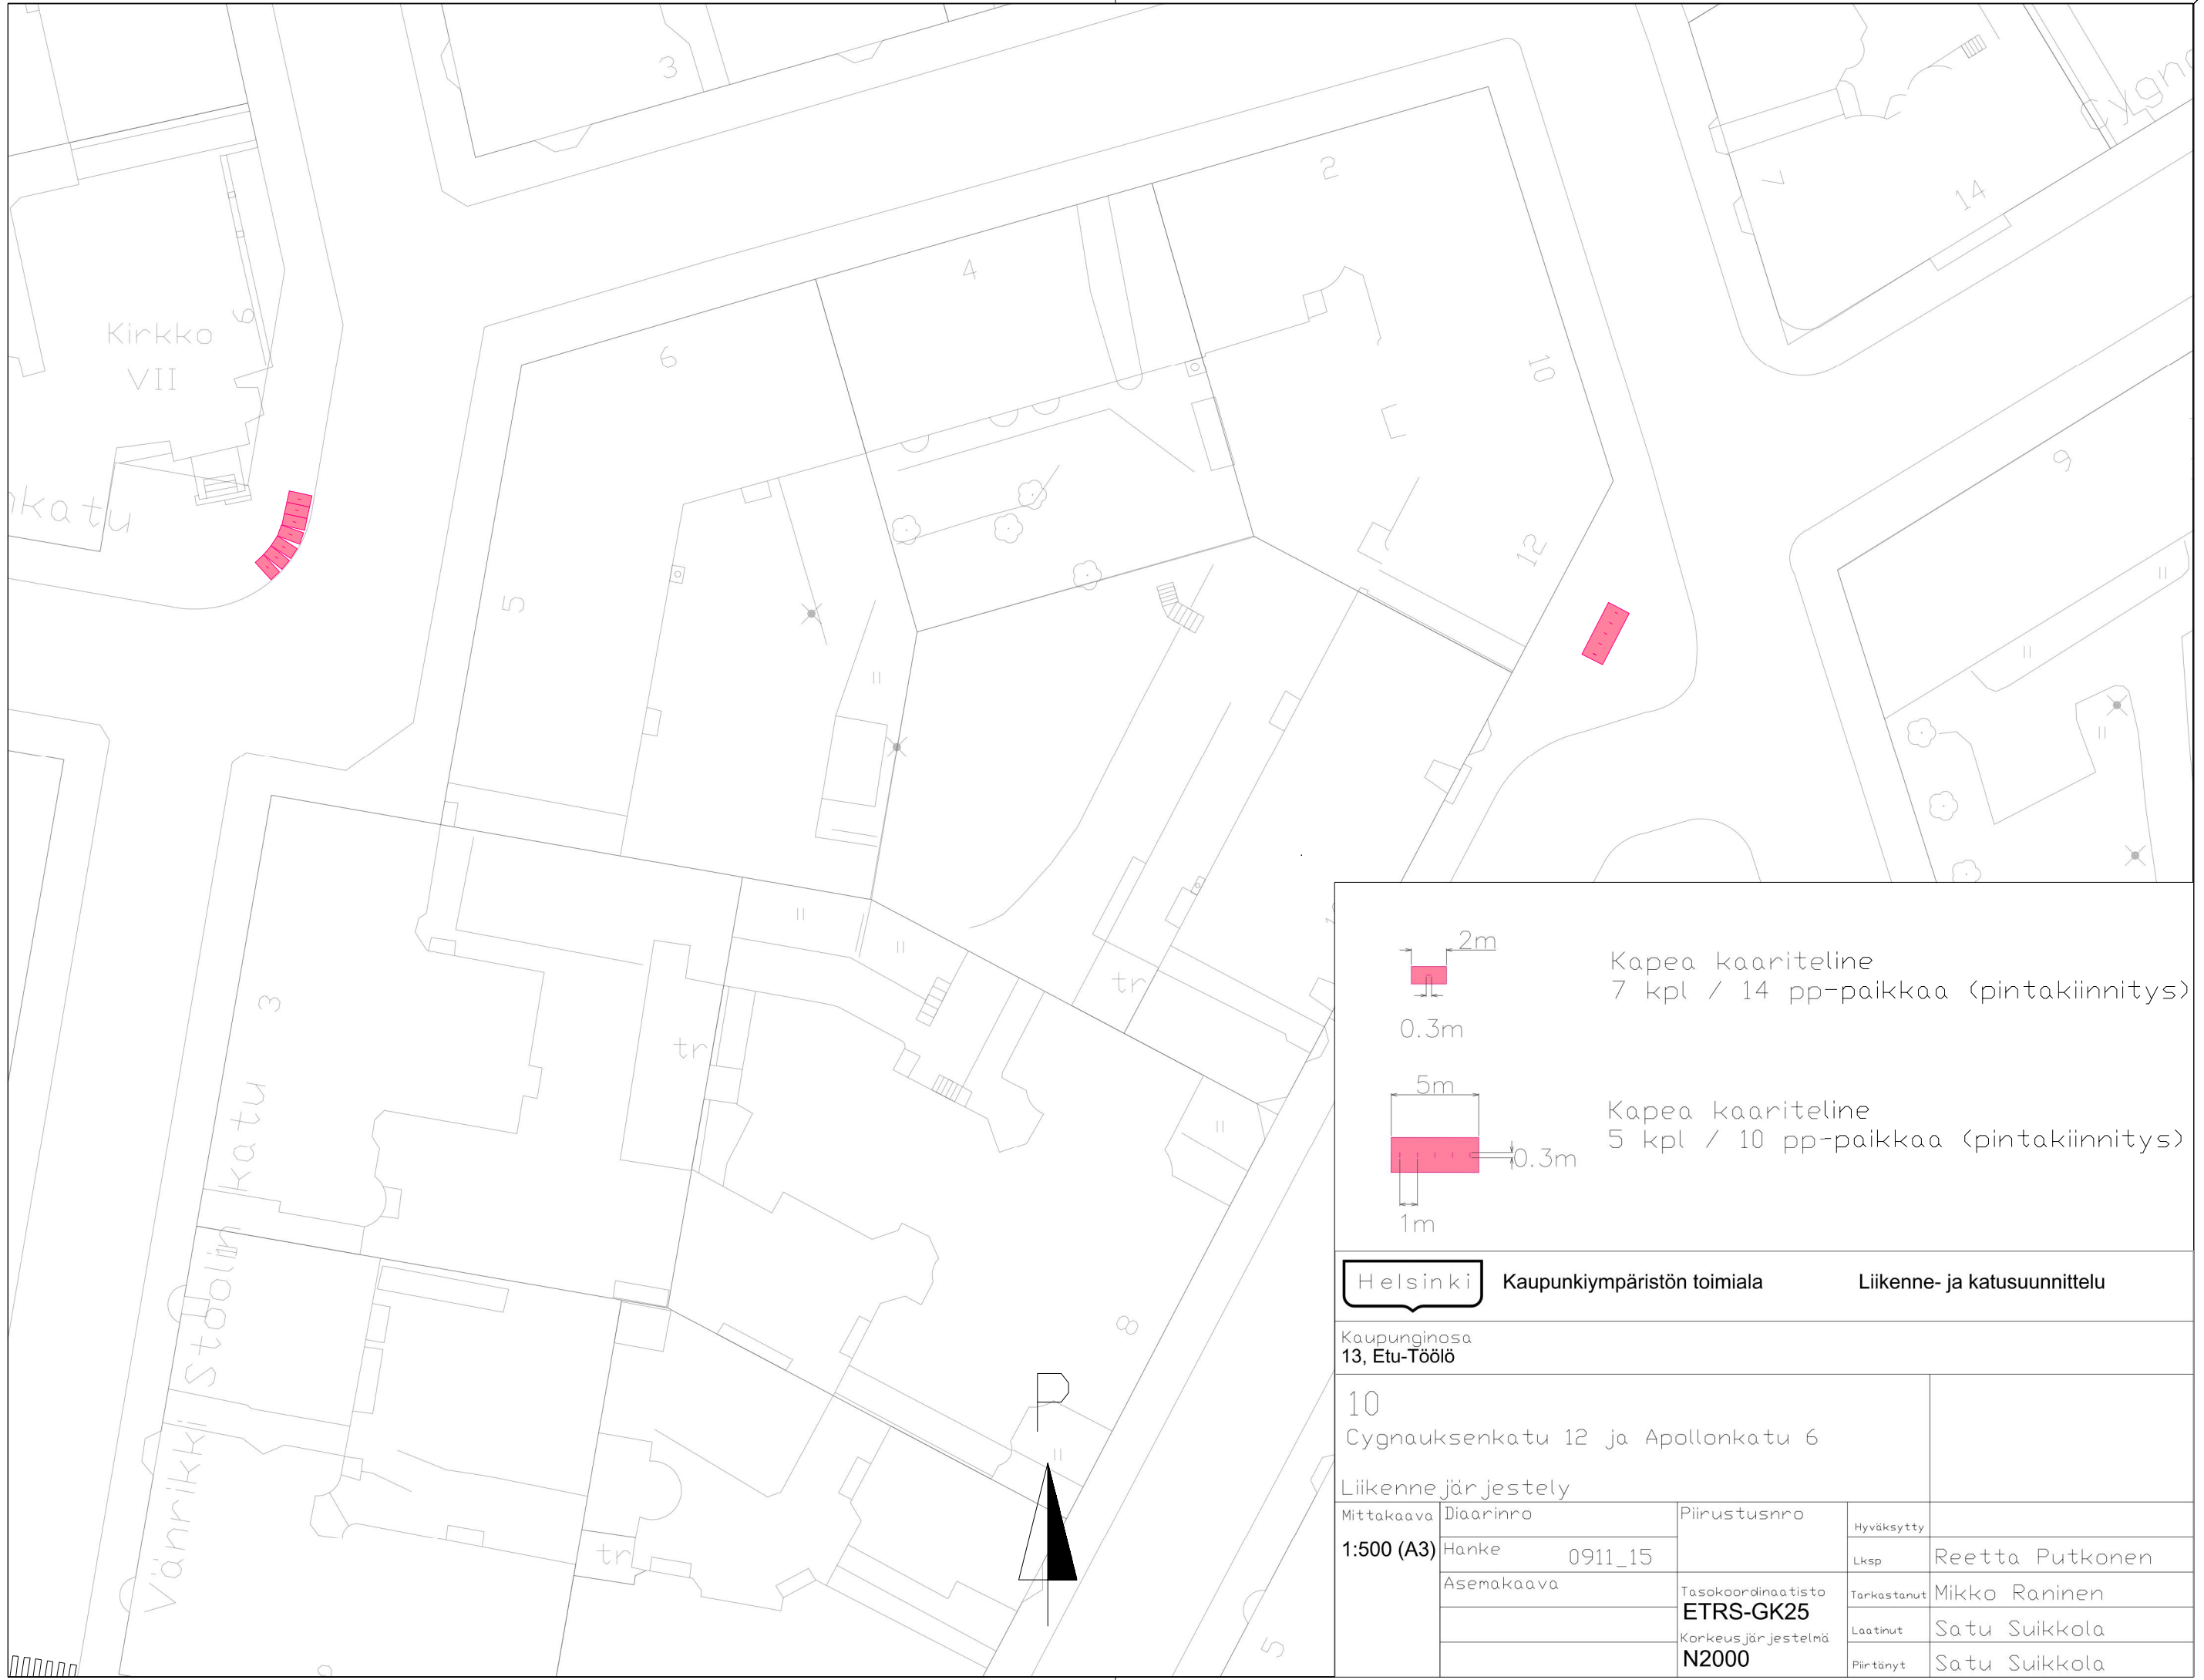 3
2
4
6
10
12
14
9
5
6
Kirkko
VII
katu
3
Vänrikki Stoolin katu
tr
tr
tr
8
5
P
2m
0.3m
Kapea kaariteline
7 kpl / 14 pp-paikkaa (pintakiinnitys)
5m
0.3m
1m
Kapea kaariteline
5 kpl / 10 pp-paikkaa (pintakiinnitys)
Helsinki Kaupunkiympäristön toimiala Liikenne- ja katusuunnittelu
Kaupunginosa
13, Etu-Töölö
10
Cygnauksenkatu 12 ja Apollonkatu 6
Liikennejärjestely
Mittakaava
1:500 (A3)
Diaarinro
Hanke 0911_15
Asemakaava
Piirustusnro
Tasokoordinaatisto
ETRS-GK25
Korkeusjärjestelmä
N2000
Hyväksytty
Lksp Reetta Putkonen
Tarkastanut Mikko Raninen
Laatinut Satu Suikkola
Piirtänyt Satu Suikkola